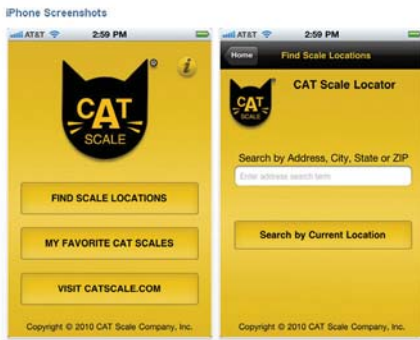 iPhone Screenshots
AT&T 2:59 PM
CAT
SCALE
FIND SCALE LOCATIONS
MY FAVORITE CAT SCALES
VISIT CATSCALE.COM
Copyright © 2010 CAT Scale Company, Inc.
AT&T 2:59 PM
Home Find Scale Locations
CAT
SCALE
CAT Scale Locator
Search by Address, City, State or ZIP
Enter address search term
Search by Current Location
Copyright © 2010 CAT Scale Company, Inc.